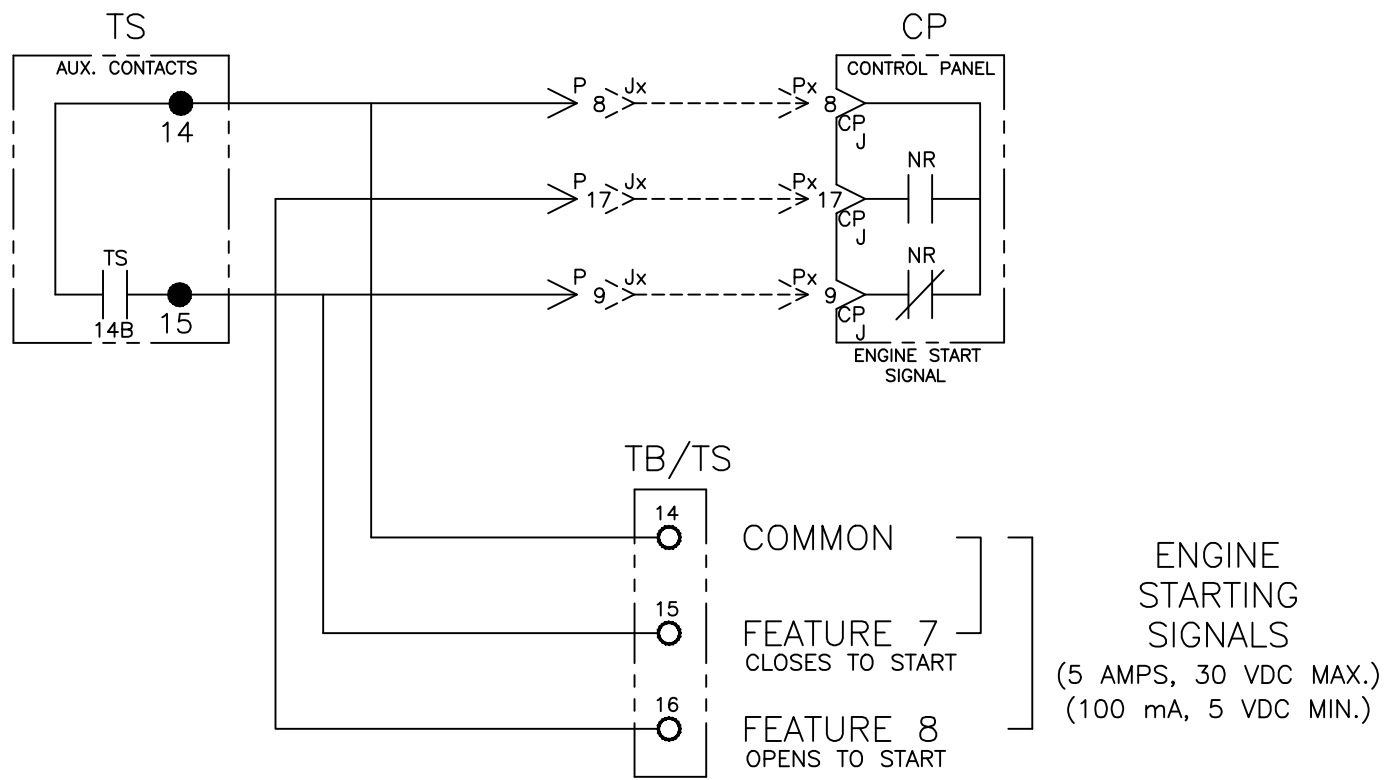 TS
CP
AUX. CONTACTS
CONTROL PANEL
14
P 8 Jx
Px 8
CP
J
NR
P 17 Jx
Px 17
CP
J
NR
TS
14B
15
P 9 Jx
Px 9
CP
J
ENGINE START
SIGNAL
TB/TS
14
COMMON
15
FEATURE 7
CLOSES TO START
16
FEATURE 8
OPENS TO START
ENGINE
STARTING
SIGNALS
(5 AMPS, 30 VDC MAX.)
(100 mA, 5 VDC MIN.)